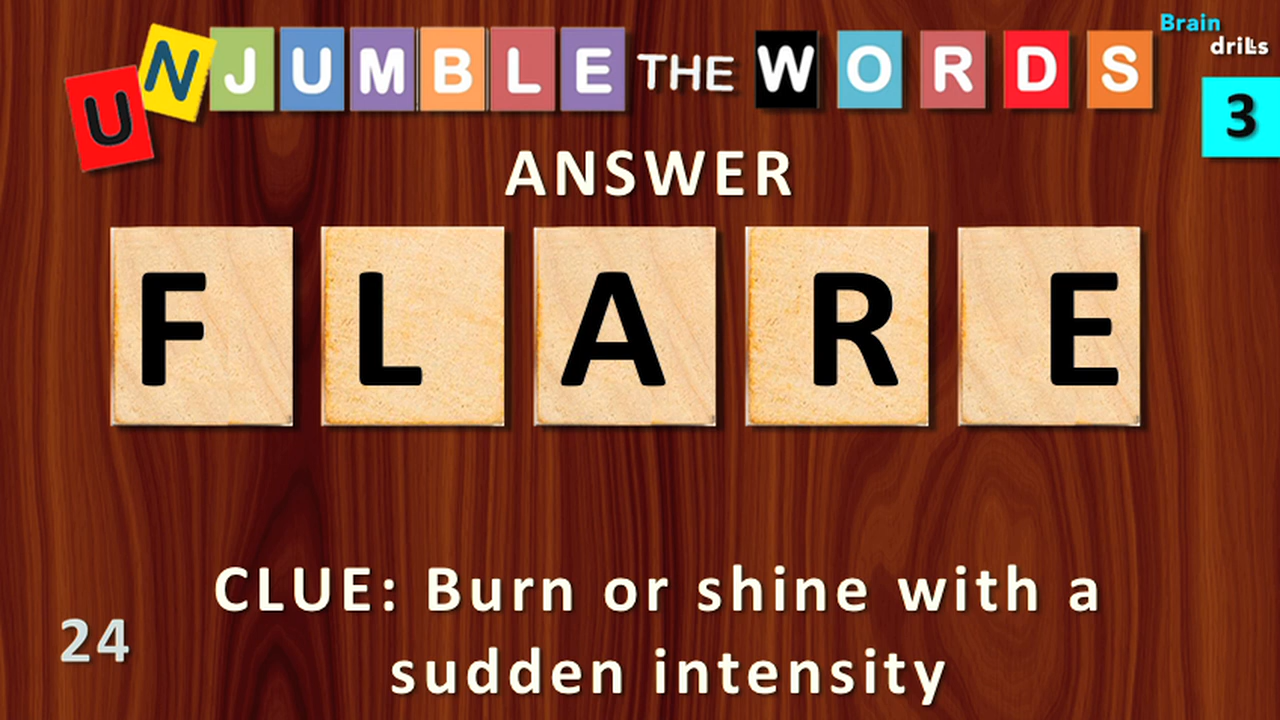 UNJUMBLE THE WORDS
Brain
drills
3
ANSWER
FLARE
CLUE: Burn or shine with a
sudden intensity
24